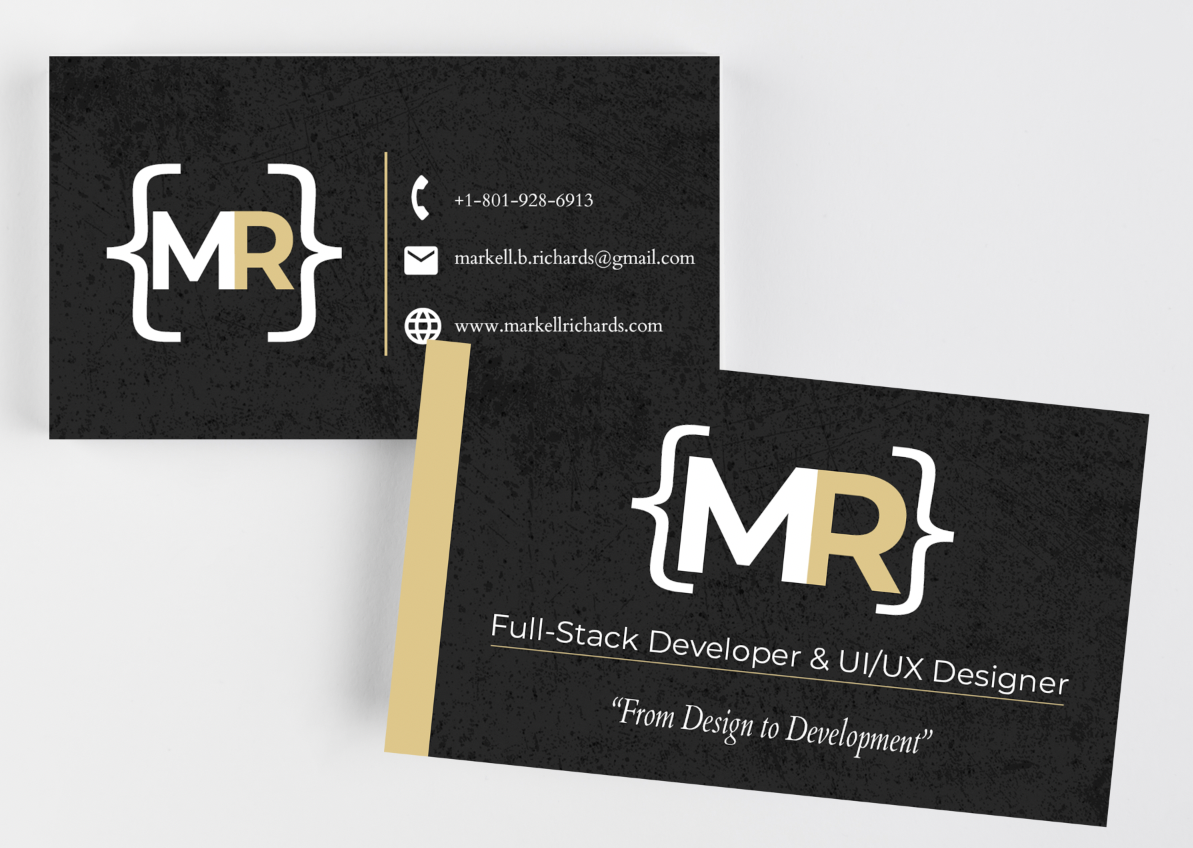 {MR}
+1-801-928-6913
markell.b.richards@gmail.com
www.markellrichards.com
{MR}
Full-Stack Developer & UI/UX Designer
“From Design to Development”